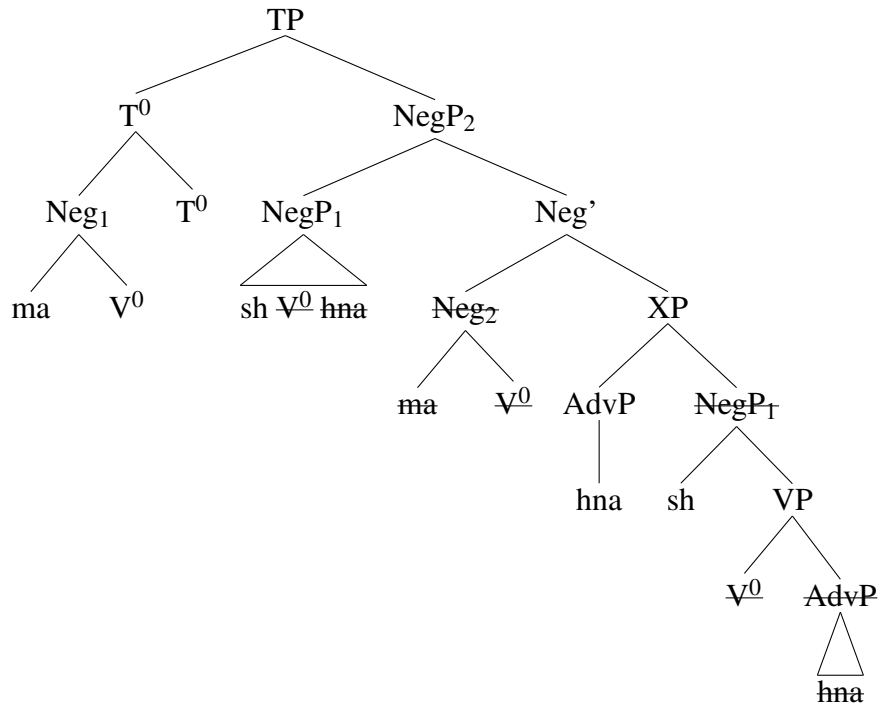 TP
T⁰ NegP₂
Neg₁ T⁰ NegP₁ Neg’
ma V⁰ sh V⁰ hna Neg₂ XP
ma V⁰ AdvP NegP₁
hna sh VP
V⁰ AdvP
hna